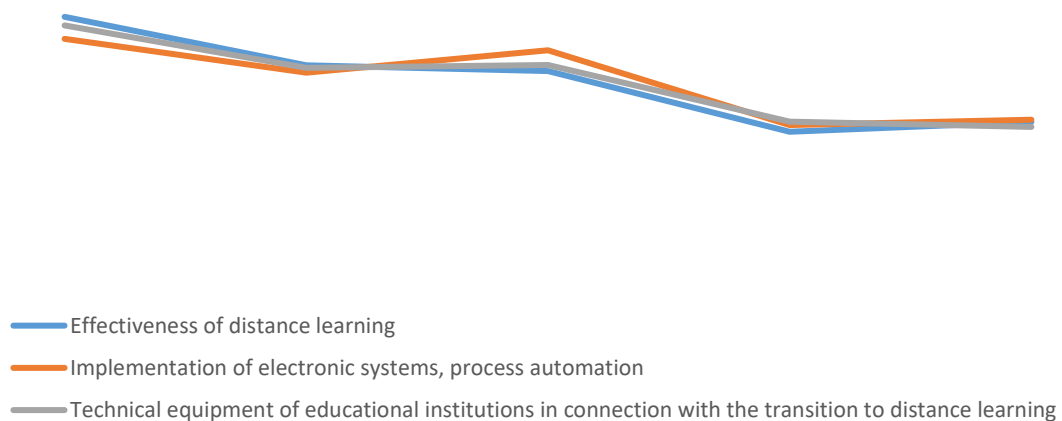 Effectiveness of distance learning
Implementation of electronic systems, process automation
Technical equipment of educational institutions in connection with the transition to distance learning